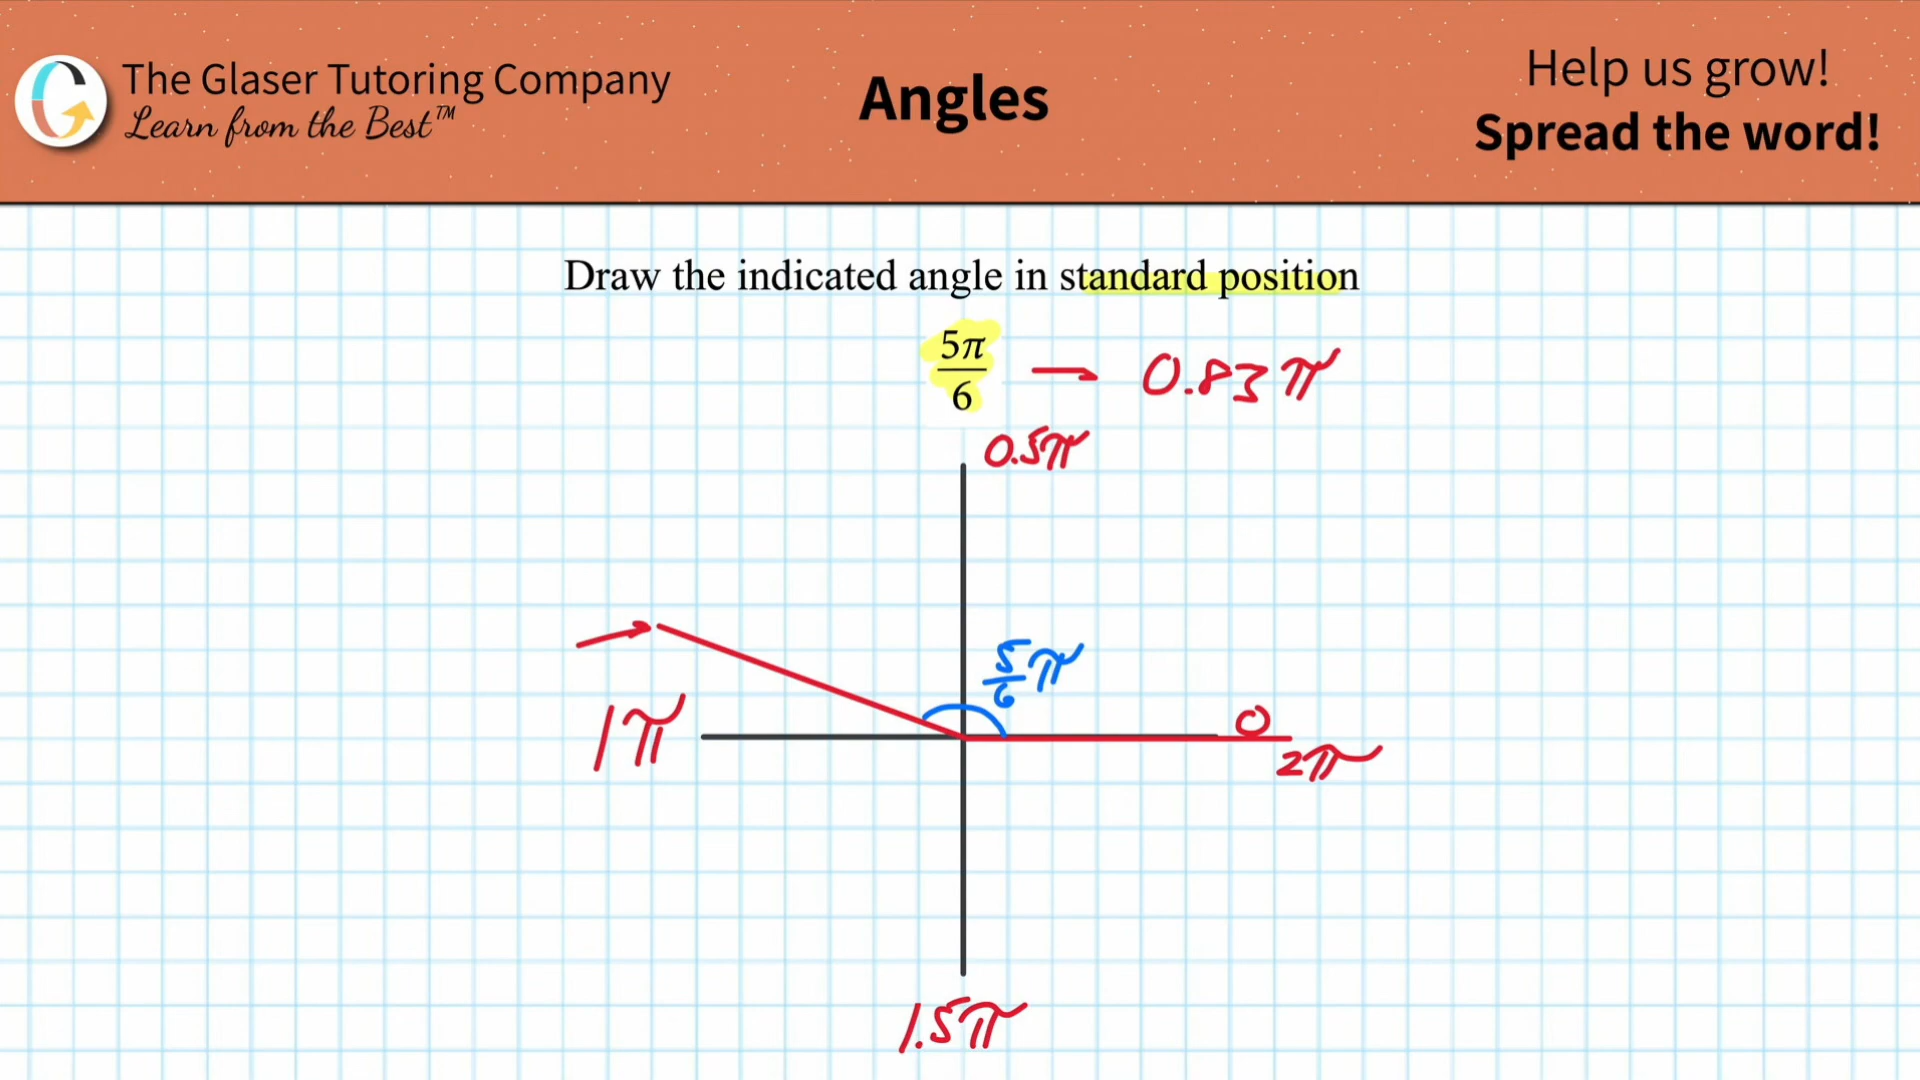 The Glaser Tutoring Company
Learn from the Best™
Angles
Help us grow!
Spread the word!
Draw the indicated angle in standard position
5π
6
→ 0.83π
0.5π
5
6
π
1π
0
2π
1.5π